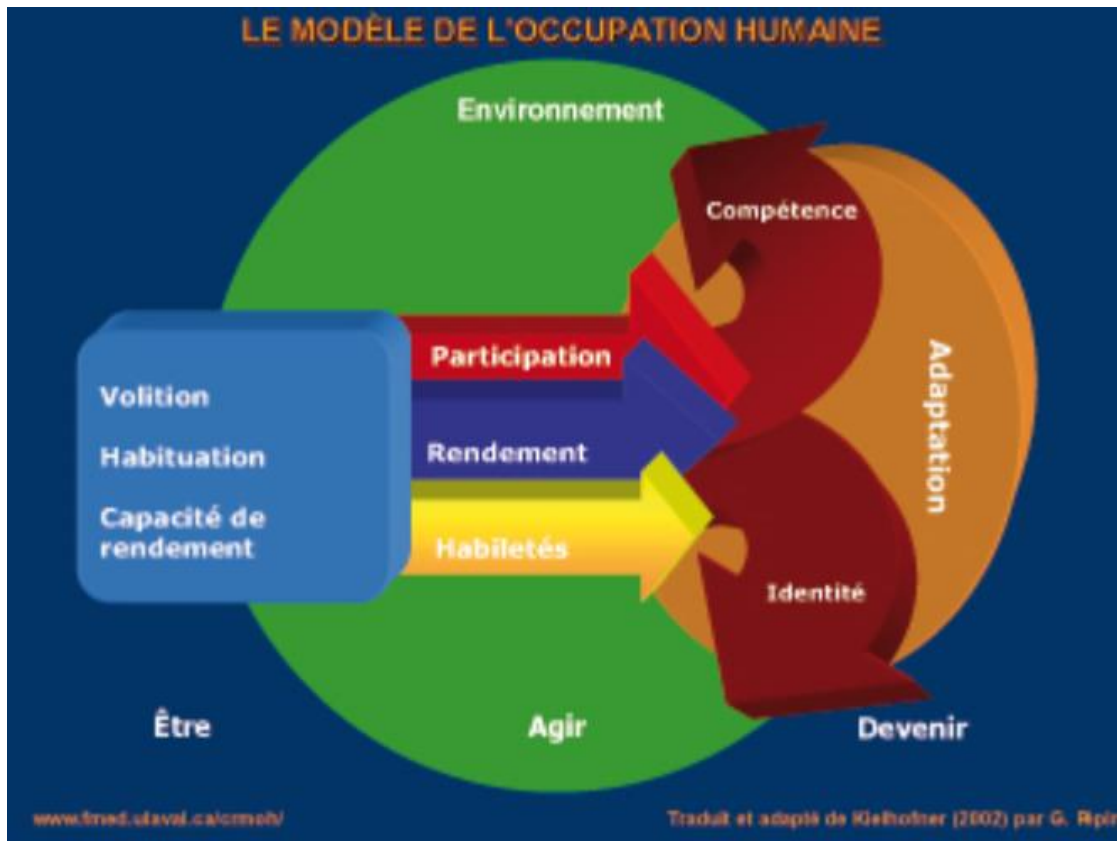 LE MODÈLE DE L'OCCUPATION HUMAINE
Environnement
Compétence
Participation
Volition
Adaptation
Habituation
Rendement
Capacité de
rendement
Habiletés
Identité
Être
Agir
Devenir
www.fmed.ulaval.ca/crmoh/
Traduit et adapté de Kielhofner (2002) par G.